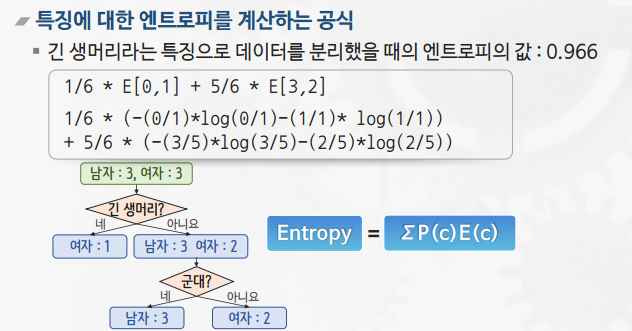 특징에 대한 엔트로피를 계산하는 공식
긴 생머리라는 특징으로 데이터를 분리했을 때의 엔트로피의 값 : 0.966
1/6 * E[0,1] + 5/6 * E[3,2]
1/6 * (-(0/1)*log(0/1)-(1/1)* log(1/1))
+ 5/6 * (-(3/5)*log(3/5)-(2/5)*log(2/5))
남자 : 3, 여자 : 3
긴 생머리?
네 아니요
여자 : 1 남자 : 3 여자 : 2
Entropy = ΣP(c)E(c)
군대?
네 아니요
남자 : 3 여자 : 2